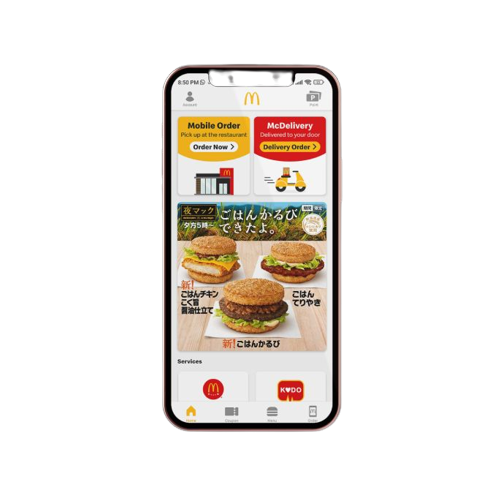 8:50 PM
Account
Point
Mobile Order
Pick up at the restaurant
Order Now >
McDelivery
Delivered to your door
Delivery Order >
夜マック
夕方5時～
ごはんかるび
できたよ。
新!
ごはんチキン
こく旨
醤油仕立て
ごはん
てりやき
新!ごはんかるび
Services
KODO
Home
Coupon
Menu